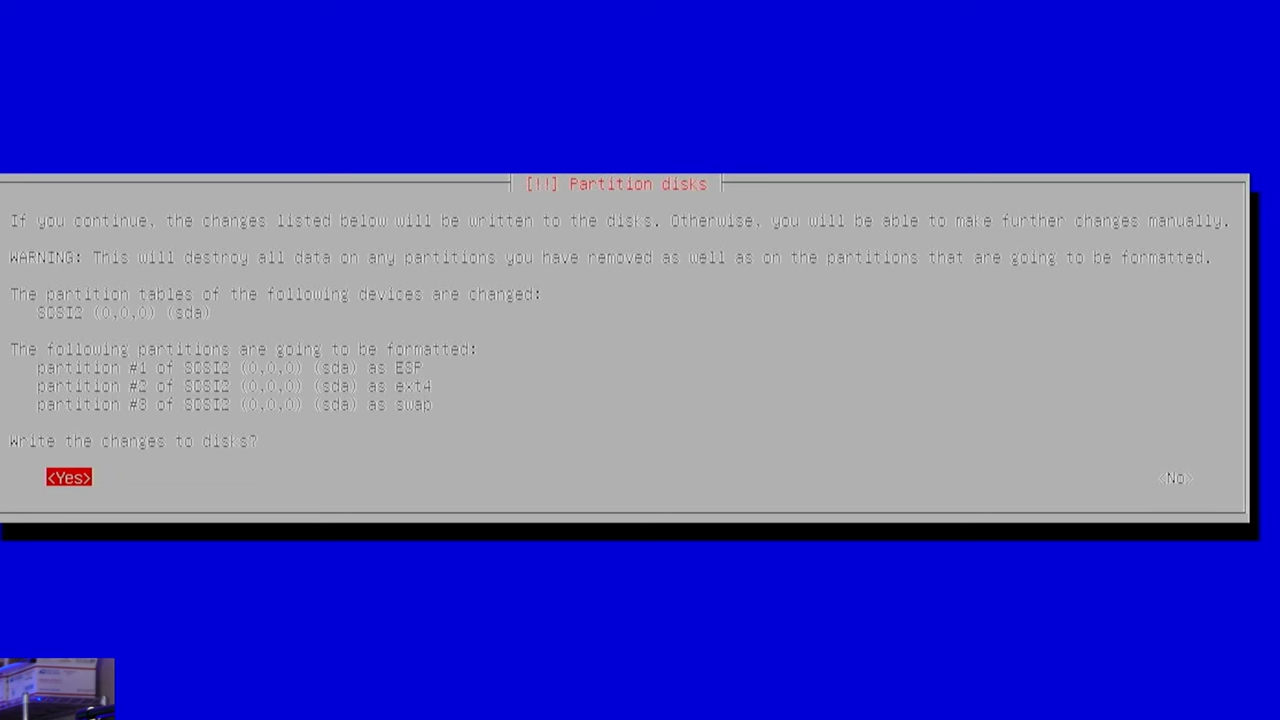 [!!] Partition disks
If you continue, the changes listed below will be written to the disks. Otherwise, you will be able to make further changes manually.
WARNING: This will destroy all data on any partitions you have removed as well as on the partitions that are going to be formatted.
The partition tables of the following devices are changed:
SCSI2 (0,0,0) (sda)
The following partitions are going to be formatted:
partition #1 of SCSI2 (0,0,0) (sda) as ESP
partition #2 of SCSI2 (0,0,0) (sda) as ext4
partition #3 of SCSI2 (0,0,0) (sda) as swap
Write the changes to disks?
<Yes> <No>